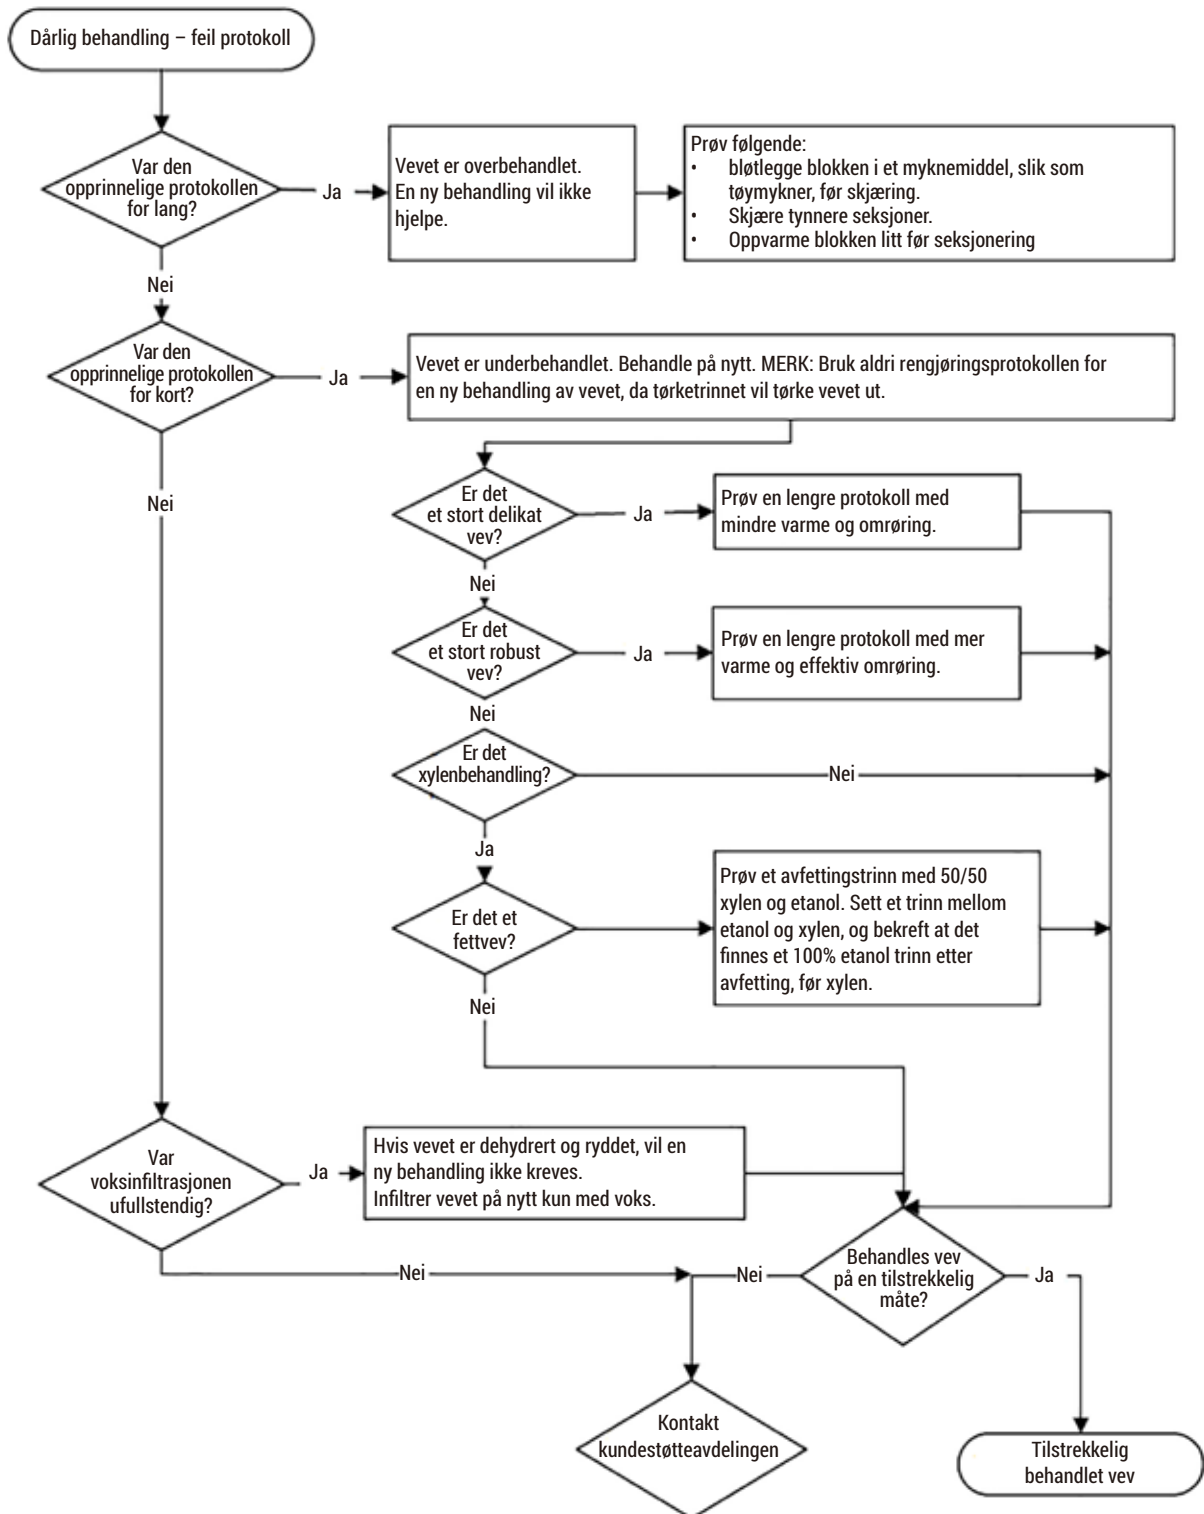 Dårlig behandling – feil protokoll
Var den
opprinnelige protokollen
for lang?
Ja
Vevet er overbehandlet.
En ny behandling vil ikke
hjelpe.
Prøv følgende:
• bløtlegge blokken i et myknemiddel, slik som
tøymykner, før skjæring.
• Skjære tynnere seksjoner.
• Oppvarme blokken litt før seksjonering
Nei
Var den
opprinnelige protokollen
for kort?
Ja
Vevet er underbehandlet. Behandle på nytt. MERK: Bruk aldri rengjøringsprotokollen for
en ny behandling av vevet, da tørketrinnet vil tørke vevet ut.
Nei
Er det
et stort delikat
vev?
Ja
Prøv en lengre protokoll med
mindre varme og omrøring.
Nei
Er det
et stort robust
vev?
Ja
Prøv en lengre protokoll med mer
varme og effektiv omrøring.
Nei
Er det
xylenbehandling?
Nei
Ja
Er det et
fettvev?
Prøv et avfettingstrinn med 50/50
xylen og etanol. Sett et trinn mellom
etanol og xylen, og bekreft at det
finnes et 100% etanol trinn etter
avfetting, før xylen.
Nei
Var
voksinfiltrasjonen
ufullstendig?
Ja
Hvis vevet er dehydrert og ryddet, vil en
ny behandling ikke kreves.
Infiltrer vevet på nytt kun med voks.
Nei
Nei
Behandles vev
på en tilstrekkelig
måte?
Ja
Kontakt
kundestøtteavdelingen
Tilstrekkelig
behandlet vev